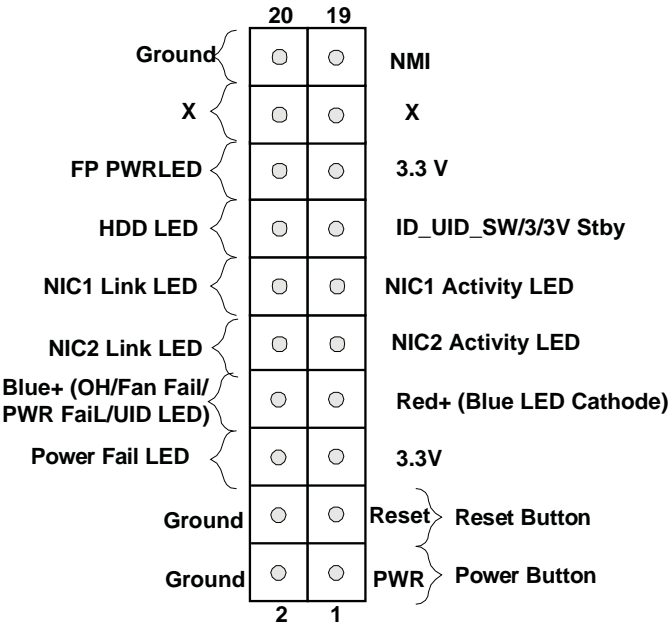 20 19
Ground NMI
X X
FP PWRLED 3.3 V
HDD LED ID_UID_SW/3/3V Stby
NIC1 Link LED NIC1 Activity LED
NIC2 Link LED NIC2 Activity LED
Blue+ (OH/Fan Fail/
PWR FaiL/UID LED) Red+ (Blue LED Cathode)
Power Fail LED 3.3V
Ground Reset Reset Button
Ground PWR Power Button
2 1